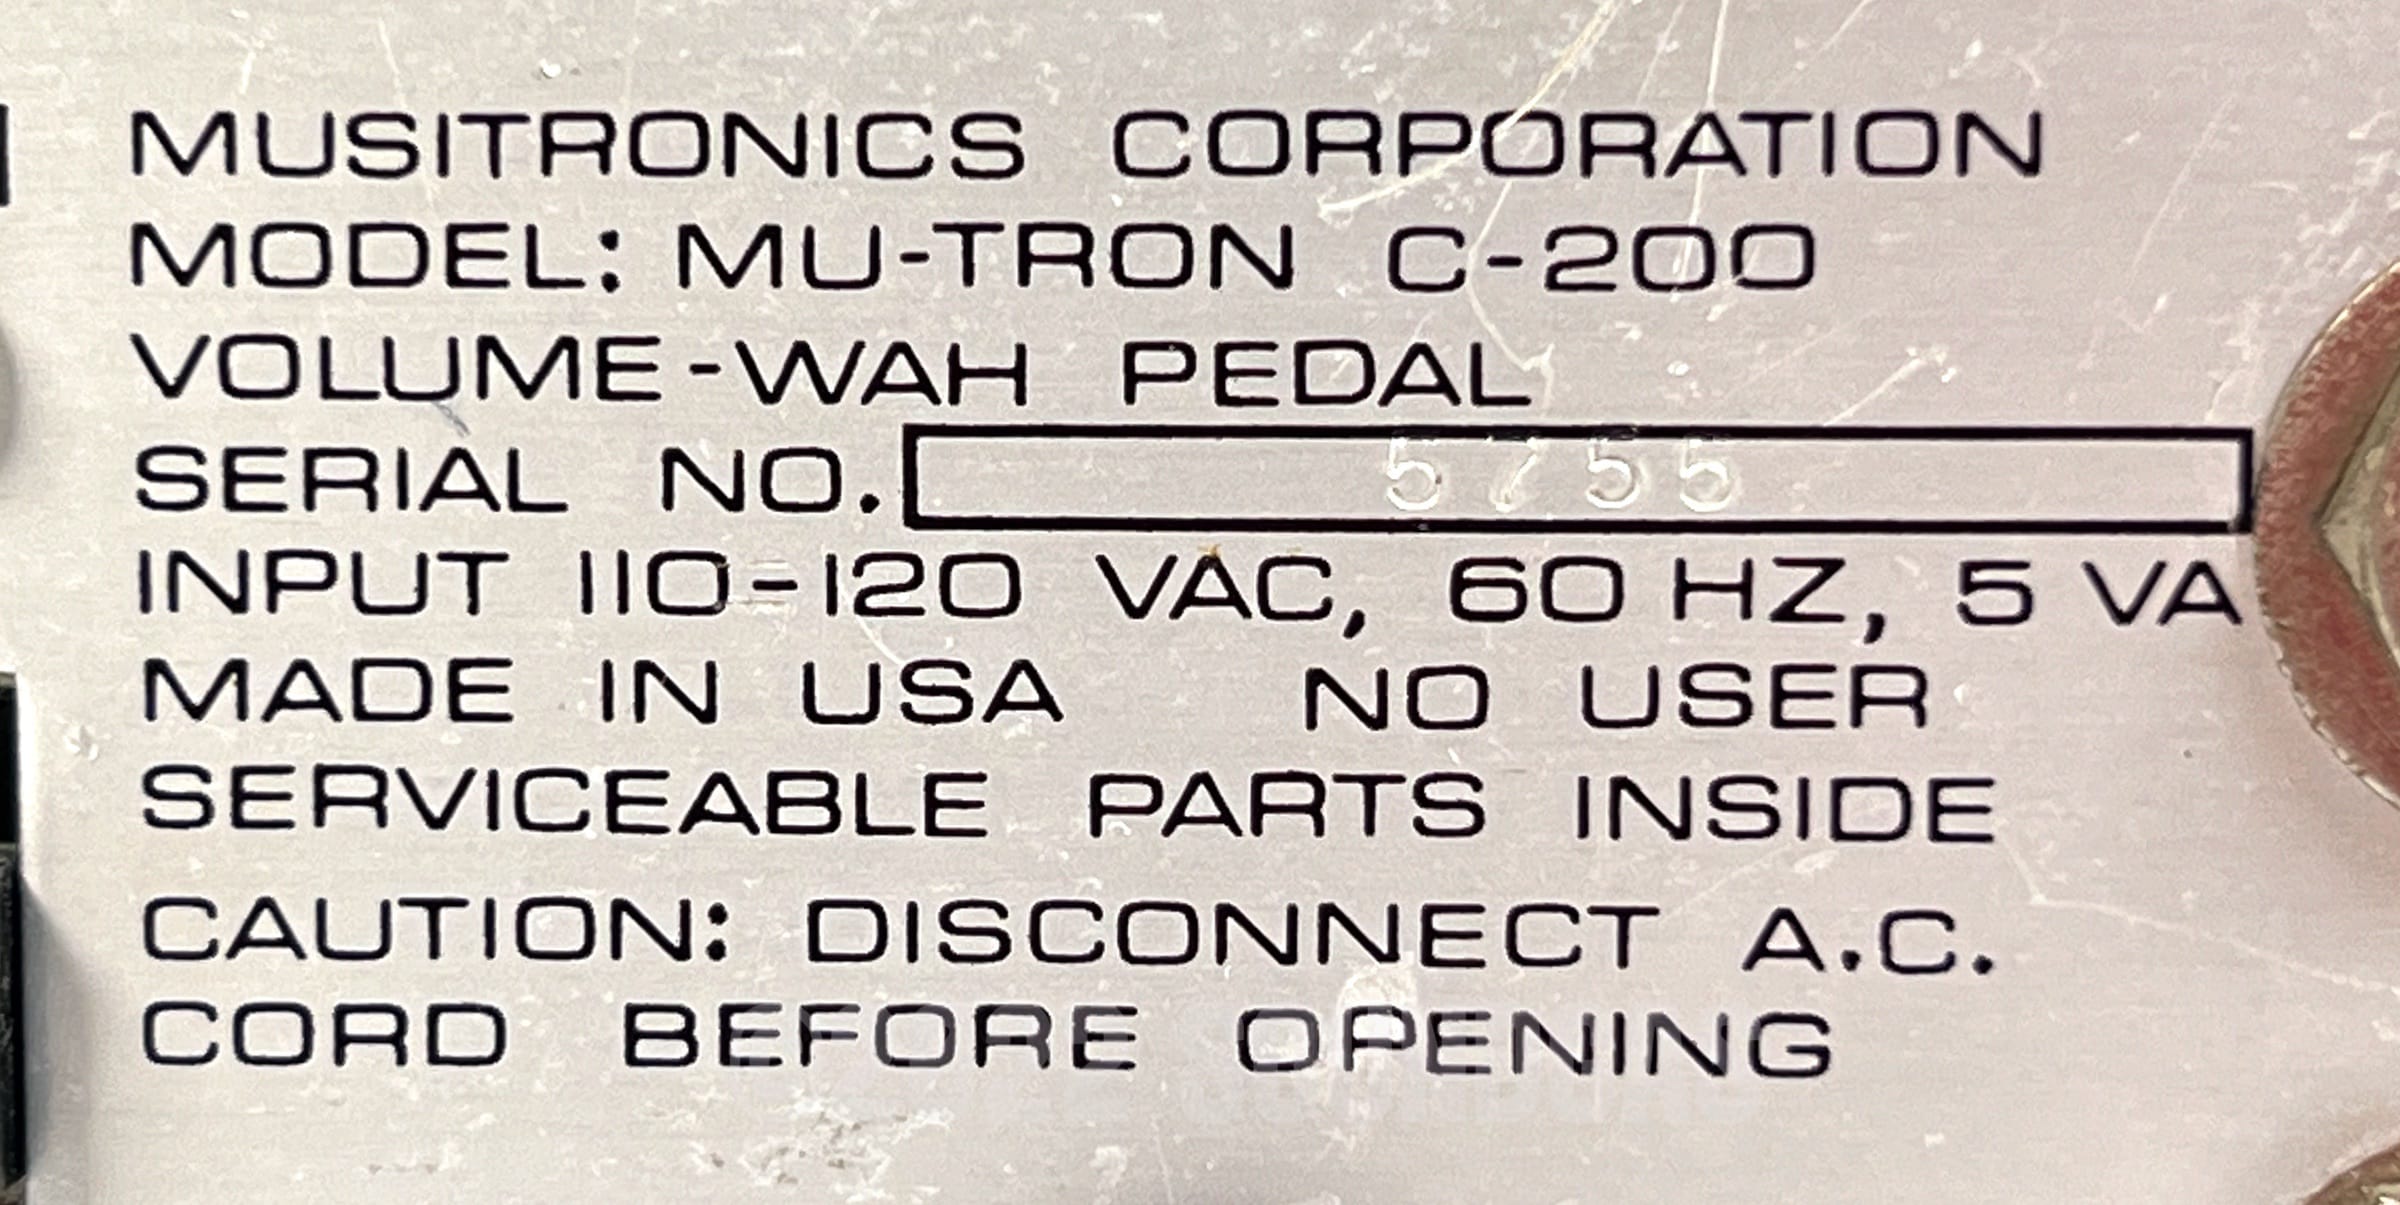 MUSITRONICS CORPORATION
MODEL: MU-TRON C-200
VOLUME-WAH PEDAL
SERIAL NO. 5755
INPUT 110-120 VAC, 60 HZ, 5 VA
MADE IN USA NO USER
SERVICEABLE PARTS INSIDE
CAUTION: DISCONNECT A.C.
CORD BEFORE OPENING